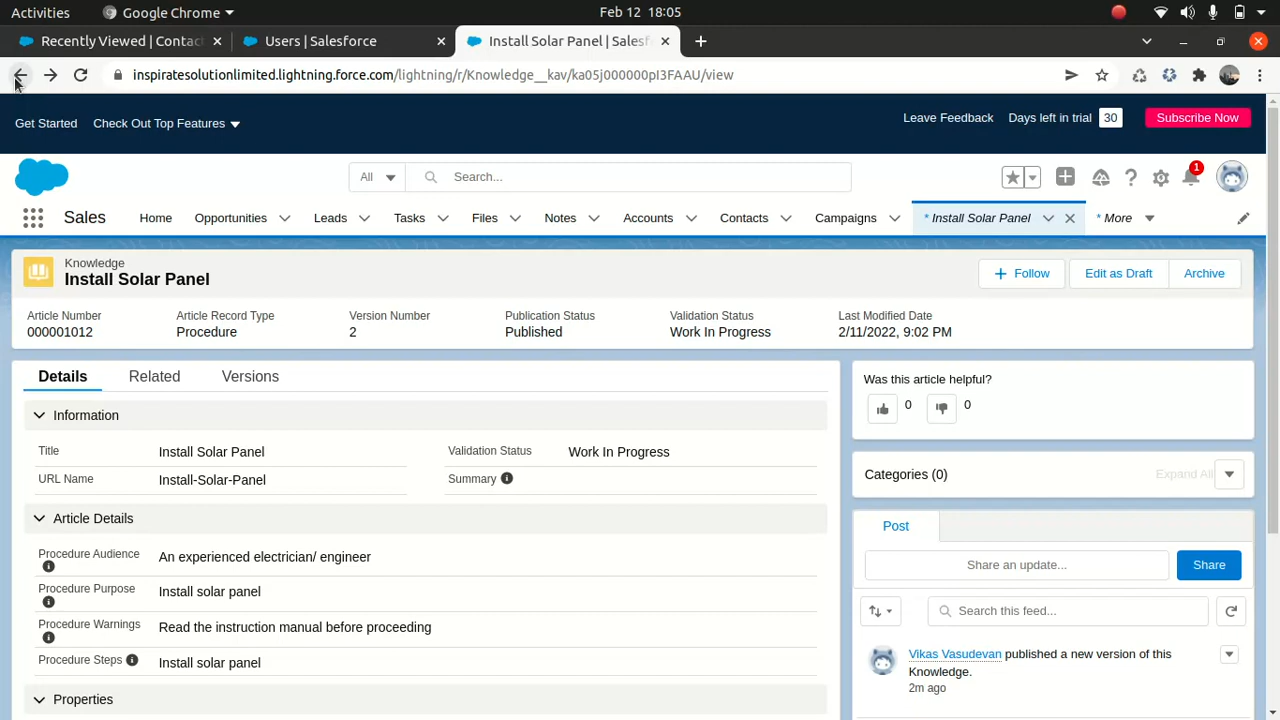 Activities Google Chrome Feb 12 18:05
Recently Viewed | Contac Users | Salesforce Install Solar Panel | Salesf
inspiratesolutionlimited.lightning.force.com/lightning/r/Knowledge__kav/ka05j000000pI3FAAU/view
Get Started Check Out Top Features Leave Feedback Days left in trial 30 Subscribe Now
All Search... 1
Sales Home Opportunities Leads Tasks Files Notes Accounts Contacts Campaigns * Install Solar Panel * More
Knowledge
Install Solar Panel
Follow Edit as Draft Archive
Article Number Article Record Type Version Number Publication Status Validation Status Last Modified Date
000001012 Procedure 2 Published Work In Progress 2/11/2022, 9:02 PM
Details Related Versions
Information
Title Install Solar Panel Validation Status Work In Progress
URL Name Install-Solar-Panel Summary
Article Details
Procedure Audience An experienced electrician/ engineer
Procedure Purpose Install solar panel
Procedure Warnings Read the instruction manual before proceeding
Procedure Steps Install solar panel
Properties
Was this article helpful?
0 0
Categories (0) Expand All
Post
Share an update... Share
Search this feed...
Vikas Vasudevan published a new version of this
Knowledge.
2m ago